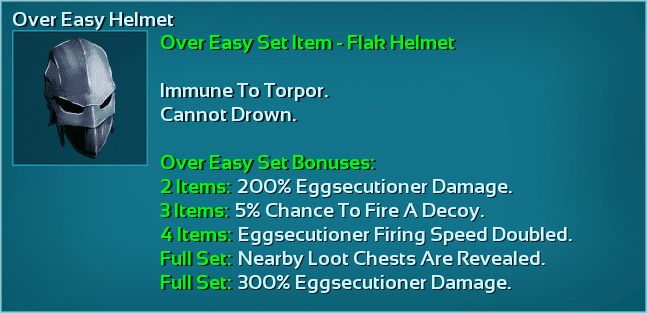 Over Easy Helmet
Over Easy Set Item - Flak Helmet
Immune To Torpor.
Cannot Drown.
Over Easy Set Bonuses:
2 Items: 200% Eggsecutioner Damage.
3 Items: 5% Chance To Fire A Decoy.
4 Items: Eggsecutioner Firing Speed Doubled.
Full Set: Nearby Loot Chests Are Revealed.
Full Set: 300% Eggsecutioner Damage.